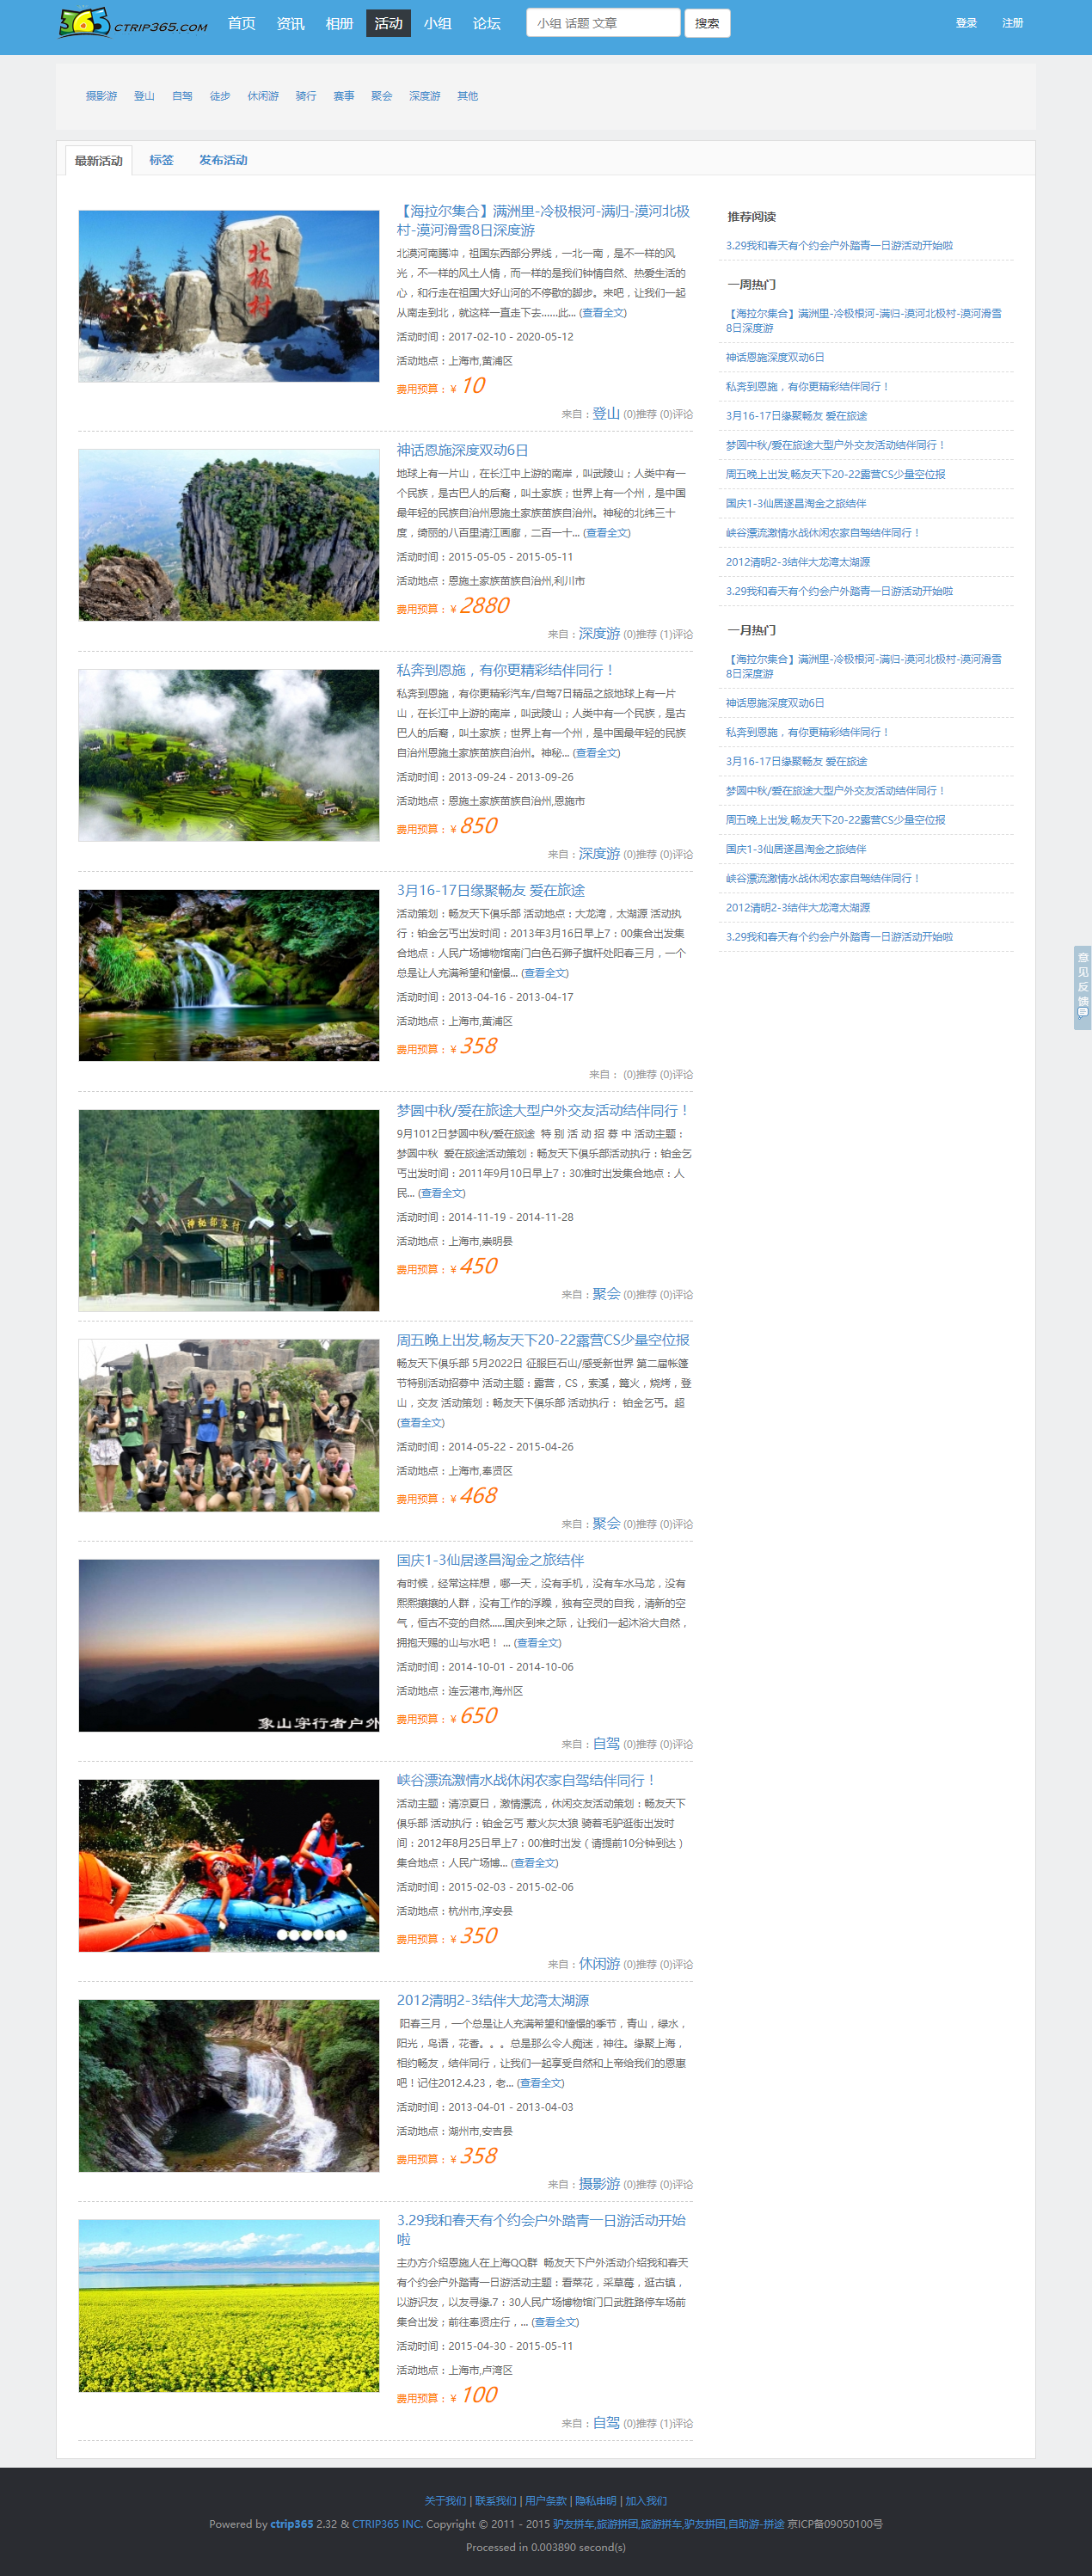 365 CTRIP365.COM 首页 资讯 相册 活动 小组 论坛 小组 话题 文章 搜索 登录 注册
摄影游 登山 自驾 徒步 休闲游 骑行 赛事 聚会 深度游 其他
最新活动 标签 发布活动
北极村
【海拉尔集合】满洲里-冷极根河-满归-漠河北极
村-漠河滑雪8日深度游
北漠河南腾冲，祖国东西部分界线，一北一南，是不一样的风
光，不一样的风土人情，而一样的是我们钟情自然、热爱生活的
心，和行走在祖国大好山河的不停歇的脚步。来吧，让我们一起
从南走到北，就这样一直走下去......此... (查看全文)
活动时间：2017-02-10 - 2020-05-12
活动地点：上海市,黄浦区
费用预算：￥ 10
来自：登山 (0)推荐 (0)评论
神话恩施深度双动6日
地球上有一片山，在长江中上游的南岸，叫武陵山；人类中有一
个民族，是古巴人的后裔，叫土家族；世界上有一个州，是中国
最年轻的民族自治州恩施土家族苗族自治州。神秘的北纬三十
度，绮丽的八百里清江画廊，二百一十... (查看全文)
活动时间：2015-05-05 - 2015-05-11
活动地点：恩施土家族苗族自治州,利川市
费用预算：￥ 2880
来自：深度游 (0)推荐 (1)评论
私奔到恩施，有你更精彩结伴同行！
私奔到恩施，有你更精彩汽车/自驾7日精品之旅地球上有一片
山，在长江中上游的南岸，叫武陵山；人类中有一个民族，是古
巴人的后裔，叫土家族；世界上有一个州，是中国最年轻的民族
自治州恩施土家族苗族自治州。神秘... (查看全文)
活动时间：2013-09-24 - 2013-09-26
活动地点：恩施土家族苗族自治州,恩施市
费用预算：￥ 850
来自：深度游 (0)推荐 (0)评论
3月16-17日缘聚畅友 爱在旅途
活动策划：畅友天下俱乐部 活动地点：大龙湾，太湖源 活动执
行：铂金乞丐出发时间：2013年3月16日早上7：00集合出发集
合地点：人民广场博物馆南门白色石狮子旗杆处阳春三月，一个
总是让人充满希望和憧憬... (查看全文)
活动时间：2013-04-16 - 2013-04-17
活动地点：上海市,黄浦区
费用预算：￥ 358
来自： (0)推荐 (0)评论
神秘部落村
梦圆中秋/爱在旅途大型户外交友活动结伴同行！
9月1012日梦圆中秋/爱在旅途 特 别 活 动 招 募 中 活动主题：
梦圆中秋 爱在旅途活动策划：畅友天下俱乐部活动执行：铂金乞
丐出发时间：2011年9月10日早上7：30准时出发集合地点：人
民... (查看全文)
活动时间：2014-11-19 - 2014-11-28
活动地点：上海市,崇明县
费用预算：￥ 450
来自：聚会 (0)推荐 (0)评论
周五晚上出发,畅友天下20-22露营CS少量空位报
畅友天下俱乐部 5月2022日 征服巨石山/感受新世界 第二届帐篷
节特别活动招募中 活动主题：露营，CS，索溪，篝火，烧烤，登
山，交友 活动策划：畅友天下俱乐部 活动执行： 铂金乞丐。超
(查看全文)
活动时间：2014-05-22 - 2015-04-26
活动地点：上海市,奉贤区
费用预算：￥ 468
来自：聚会 (0)推荐 (0)评论
象山字行者户外
国庆1-3仙居遂昌淘金之旅结伴
有时候，经常这样想，哪一天，没有手机，没有车水马龙，没有
熙熙攘攘的人群，没有工作的浮躁，独有空灵的自我，清新的空
气，恒古不变的自然......国庆到来之际，让我们一起沐浴大自然，
拥抱天赐的山与水吧！ ... (查看全文)
活动时间：2014-10-01 - 2014-10-06
活动地点：连云港市,海州区
费用预算：￥ 650
来自：自驾 (0)推荐 (0)评论
峡谷漂流激情水战休闲农家自驾结伴同行！
活动主题：清凉夏日，激情漂流，休闲交友活动策划：畅友天下
俱乐部 活动执行：铂金乞丐 惹火灰太狼 骑着毛驴逛街出发时
间：2012年8月25日早上7：00准时出发（请提前10分钟到达）
集合地点：人民广场博... (查看全文)
活动时间：2015-02-03 - 2015-02-06
活动地点：杭州市,淳安县
费用预算：￥ 350
来自：休闲游 (0)推荐 (0)评论
2012清明2-3结伴大龙湾太湖源
阳春三月，一个总是让人充满希望和憧憬的季节，青山，绿水，
阳光，鸟语，花香。。。总是那么令人痴迷，神往。缘聚上海，
相约畅友，结伴同行，让我们一起享受自然和上帝给我们的恩惠
吧！记住2012.4.23，老... (查看全文)
活动时间：2013-04-01 - 2013-04-03
活动地点：湖州市,安吉县
费用预算：￥ 358
来自：摄影游 (0)推荐 (0)评论
3.29我和春天有个约会户外踏青一日游活动开始
啦
主办方介绍恩施人在上海QQ群 畅友天下户外活动介绍我和春天
有个约会户外踏青一日游活动主题：看菜花，采草莓，逛古镇，
以游识友，以友寻缘.7：30人民广场博物馆门口武胜路停车场前
集合出发；前往奉贤庄行，... (查看全文)
活动时间：2015-04-30 - 2015-05-11
活动地点：上海市,卢湾区
费用预算：￥ 100
来自：自驾 (0)推荐 (1)评论
推荐阅读
3.29我和春天有个约会户外踏青一日游活动开始啦
一周热门
【海拉尔集合】满洲里-冷极根河-满归-漠河北极村-漠河滑雪
8日深度游
神话恩施深度双动6日
私奔到恩施，有你更精彩结伴同行！
3月16-17日缘聚畅友 爱在旅途
梦圆中秋/爱在旅途大型户外交友活动结伴同行！
周五晚上出发,畅友天下20-22露营CS少量空位报
国庆1-3仙居遂昌淘金之旅结伴
峡谷漂流激情水战休闲农家自驾结伴同行！
2012清明2-3结伴大龙湾太湖源
3.29我和春天有个约会户外踏青一日游活动开始啦
一月热门
【海拉尔集合】满洲里-冷极根河-满归-漠河北极村-漠河滑雪
8日深度游
神话恩施深度双动6日
私奔到恩施，有你更精彩结伴同行！
3月16-17日缘聚畅友 爱在旅途
梦圆中秋/爱在旅途大型户外交友活动结伴同行！
周五晚上出发,畅友天下20-22露营CS少量空位报
国庆1-3仙居遂昌淘金之旅结伴
峡谷漂流激情水战休闲农家自驾结伴同行！
2012清明2-3结伴大龙湾太湖源
3.29我和春天有个约会户外踏青一日游活动开始啦
意见反馈
关于我们 | 联系我们 | 用户条款 | 隐私申明 | 加入我们
Powered by ctrip365 2.32 & CTRIP365 INC. Copyright © 2011 - 2015 驴友拼车,旅游拼团,旅游拼车,驴友拼团,自助游-拼途 京ICP备09050100号
Processed in 0.003890 second(s)